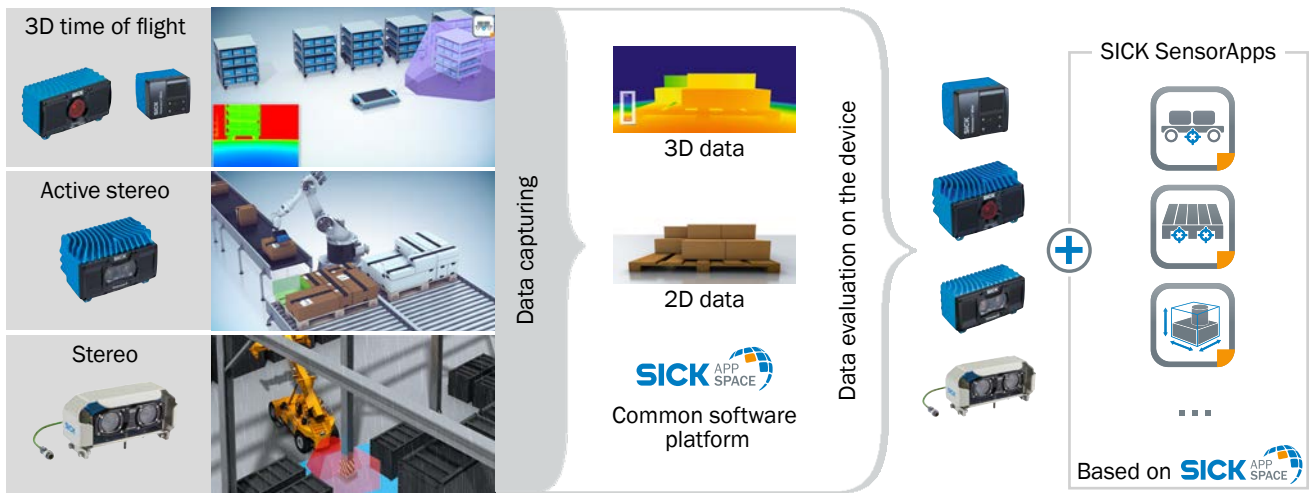 3D time of flight
Active stereo
Stereo
Data capturing
3D data
2D data
SICK APP SPACE
Common software
platform
Data evaluation on the device
SICK SensorApps
...
Based on SICK APP SPACE